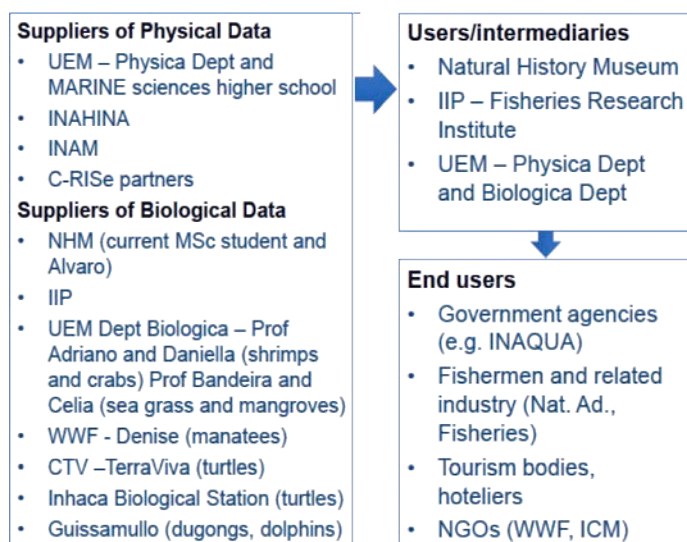 Suppliers of Physical Data
• UEM – Physica Dept and
MARINE sciences higher school
• INAHINA
• INAM
• C-RISe partners
Suppliers of Biological Data
• NHM (current MSc student and
Alvaro)
• IIP
• UEM Dept Biologica – Prof
Adriano and Daniella (shrimps
and crabs) Prof Bandeira and
Celia (sea grass and mangroves)
• WWF - Denise (manatees)
• CTV –TerraViva (turtles)
• Inhaca Biological Station (turtles)
• Guissamullo (dugongs, dolphins)
Users/intermediaries
• Natural History Museum
• IIP – Fisheries Research
Institute
• UEM – Physica Dept
and Biologica Dept
End users
• Government agencies
(e.g. INAQUA)
• Fishermen and related
industry (Nat. Ad.,
Fisheries)
• Tourism bodies,
hoteliers
• NGOs (WWF, ICM)